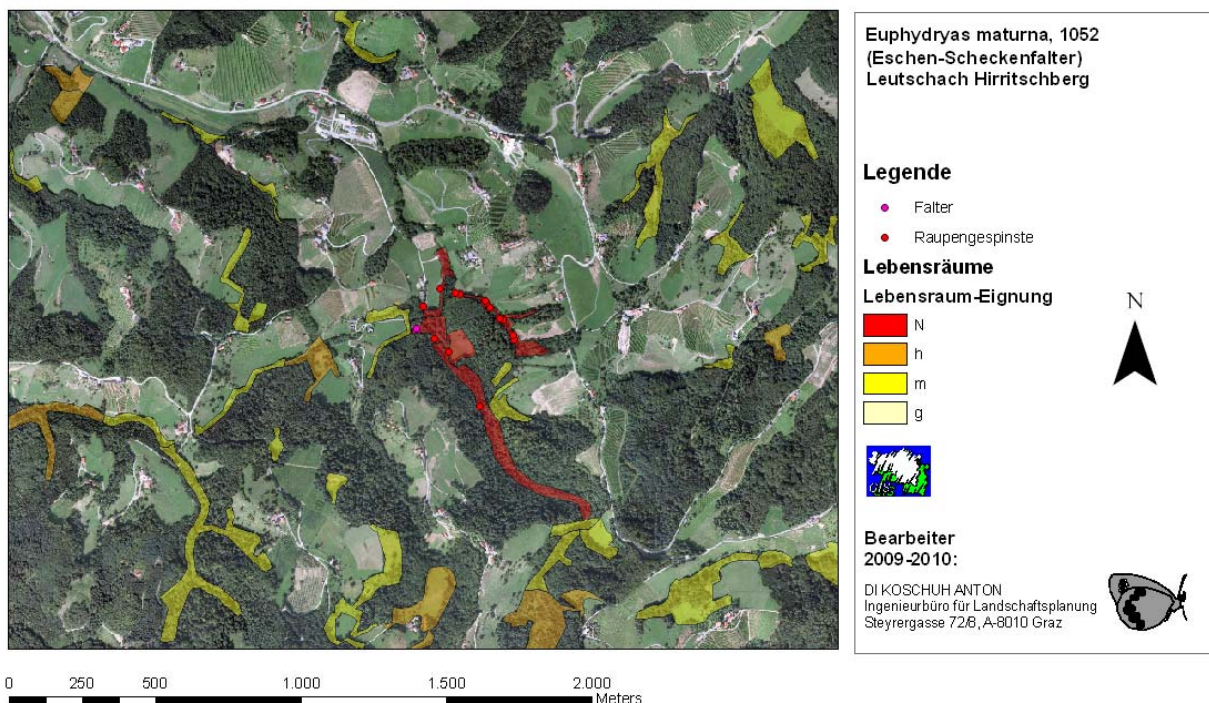 Euphydryas maturna, 1052
(Eschen-Scheckenfalter)
Leutschach Hirritschberg
Legende
Falter
Raupengespinste
Lebensräume
Lebensraum-Eignung
N
h
m
g
N
GIS
Bearbeiter
2009-2010:
DI KOSCHUH ANTON
Ingenieurbüro für Landschaftsplanung
Steyrergasse 72/8, A-8010 Graz
0 250 500 1.000 1.500 2.000
Meters